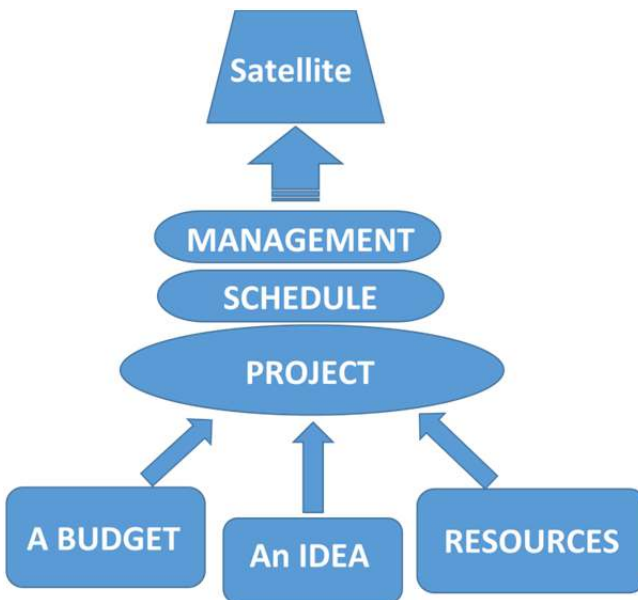 Satellite
MANAGEMENT
SCHEDULE
PROJECT
A BUDGET
An IDEA
RESOURCES